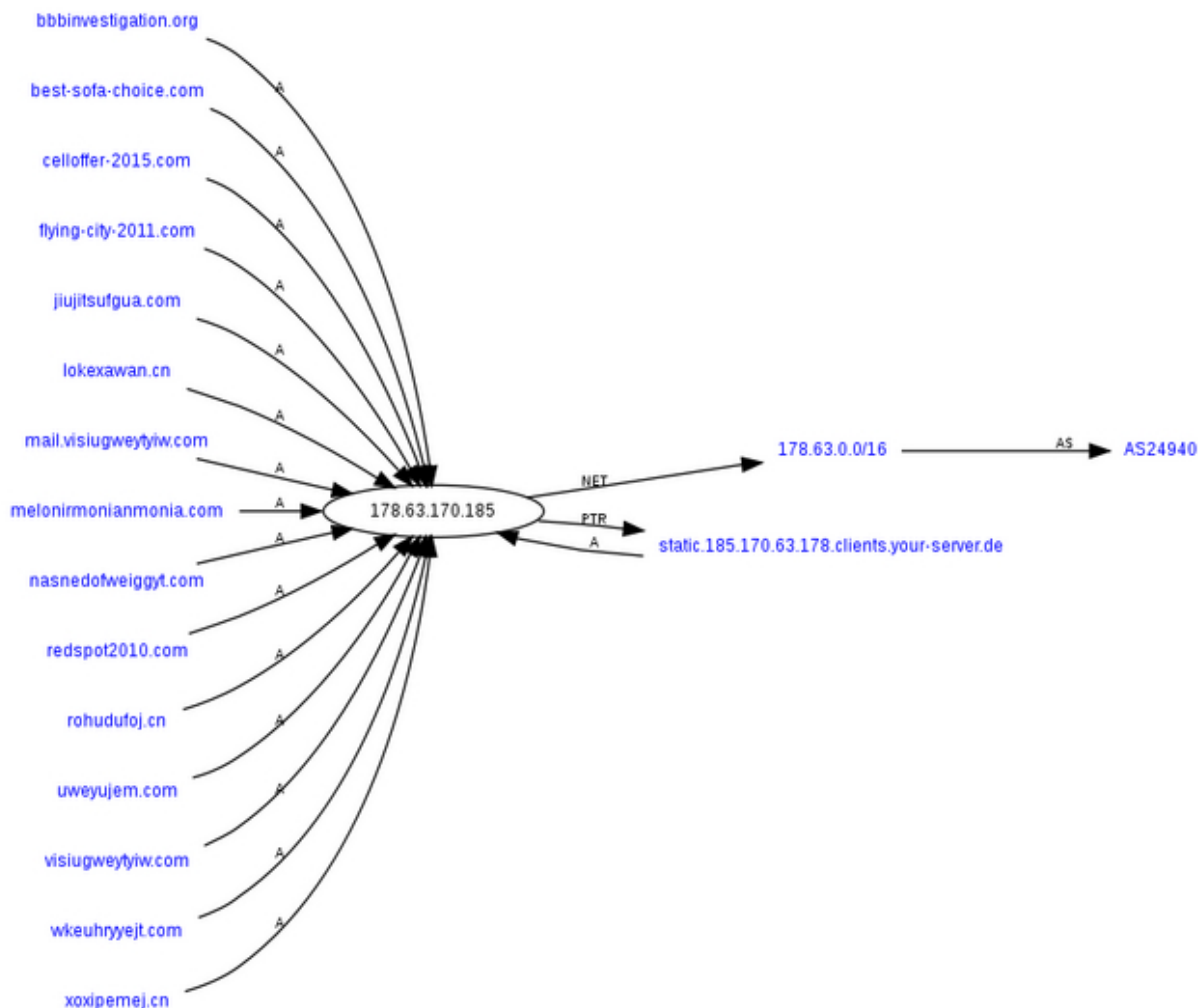 bbbinvestigation.org
A
best-sofa-choice.com
A
celloffer-2015.com
A
flying-city-2011.com
A
jiujitsufgua.com
A
lokexawan.cn
A
mail.visiugweytyiw.com
A
melonirmonianmonia.com
A
nasnedofweiggyt.com
A
redspot2010.com
A
rohudufoj.cn
A
uweyujem.com
A
visiugweytyiw.com
A
wkeuhryyejt.com
A
xoxipemej.cn
A
178.63.170.185
NET
178.63.0.0/16
AS
AS24940
PTR
A
static.185.170.63.178.clients.your-server.de